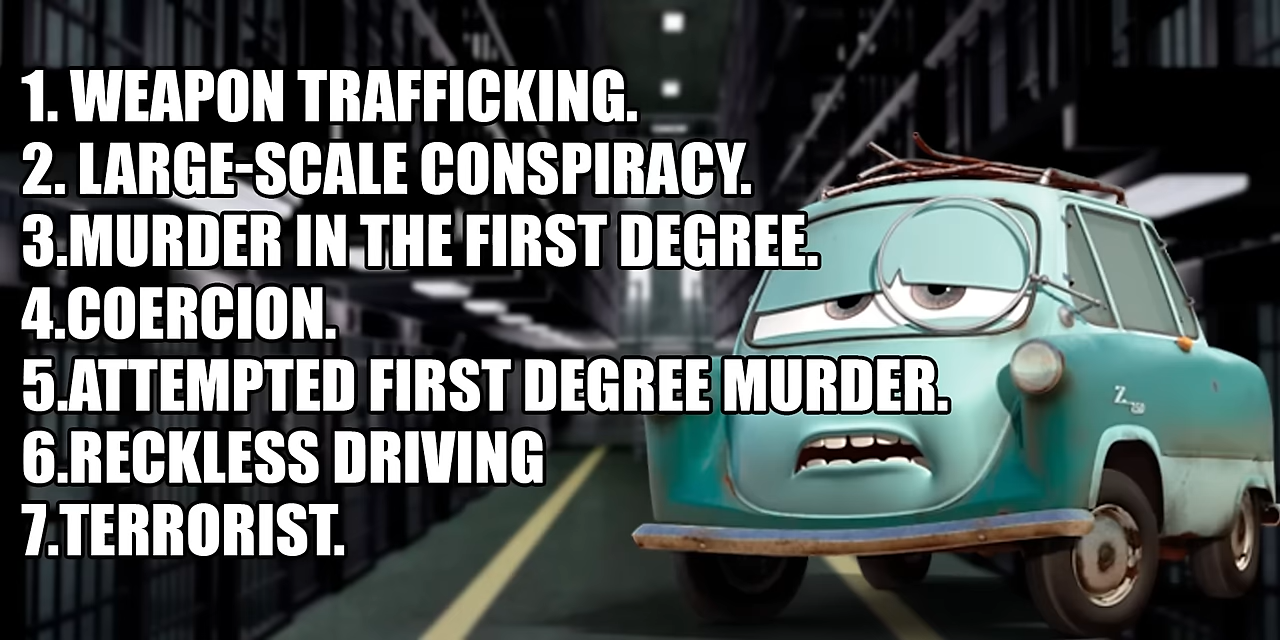 1. WEAPON TRAFFICKING.
2. LARGE-SCALE CONSPIRACY.
3.MURDER IN THE FIRST DEGREE.
4.COERCION.
5.ATTEMPTED FIRST DEGREE MURDER.
6.RECKLESS DRIVING
7.TERRORIST.